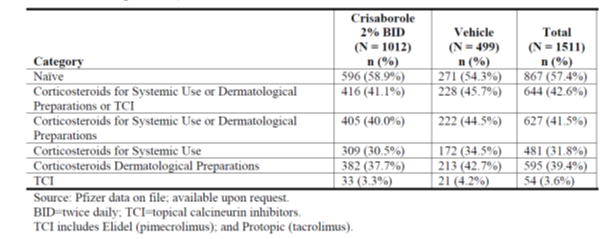 Crisaborole
2% BID
(N = 1012)
n (%)
Vehicle
(N = 499)
n (%)
Total
(N = 1511)
n (%)
Category
Naïve 596 (58.9%) 271 (54.3%) 867 (57.4%)
Corticosteroids for Systemic Use or Dermatological
Preparations or TCI 416 (41.1%) 228 (45.7%) 644 (42.6%)
Corticosteroids for Systemic Use or Dermatological
Preparations 405 (40.0%) 222 (44.5%) 627 (41.5%)
Corticosteroids for Systemic Use 309 (30.5%) 172 (34.5%) 481 (31.8%)
Corticosteroids Dermatological Preparations 382 (37.7%) 213 (42.7%) 595 (39.4%)
TCI 33 (3.3%) 21 (4.2%) 54 (3.6%)
Source: Pfizer data on file; available upon request.
BID=twice daily; TCI=topical calcineurin inhibitors.
TCI includes Elidel (pimecrolimus); and Protopic (tacrolimus).